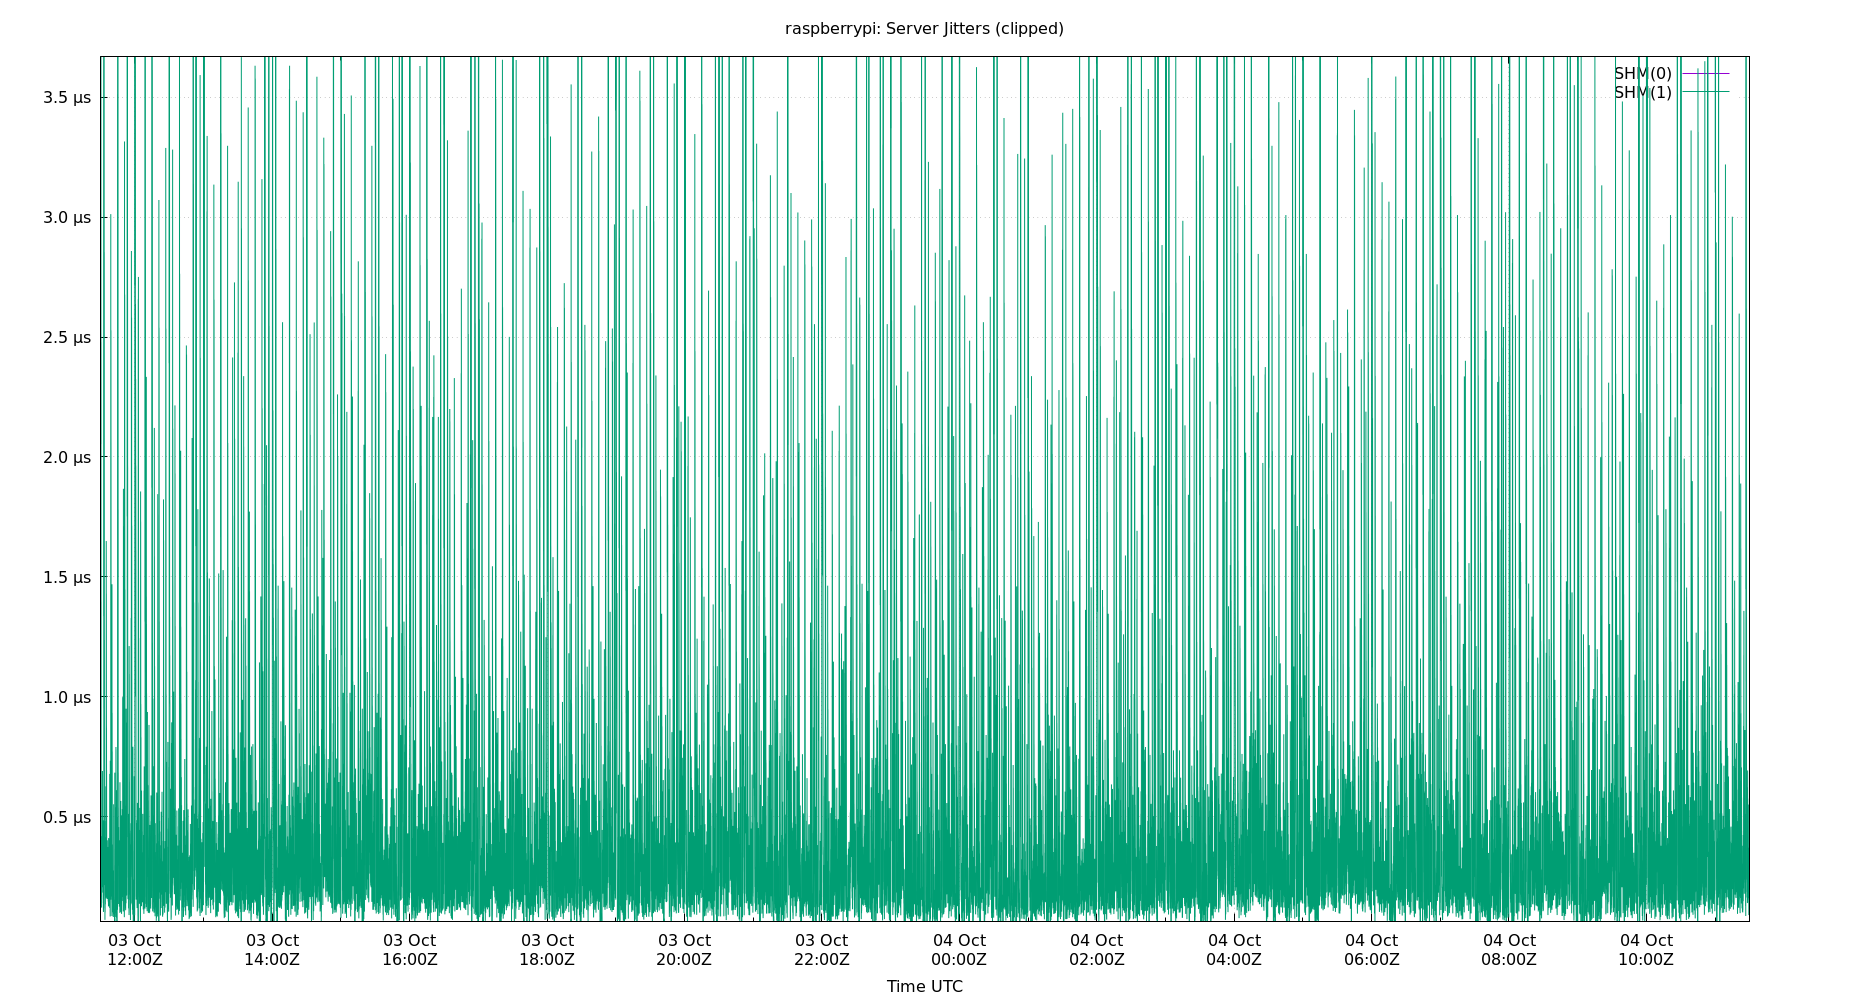 raspberrypi: Server Jitters (clipped)
SHM(0)
SHM(1)
3.5 μs
3.0 μs
2.5 μs
2.0 μs
1.5 μs
1.0 μs
0.5 μs
03 Oct 03 Oct 03 Oct 03 Oct 03 Oct 03 Oct 04 Oct 04 Oct 04 Oct 04 Oct 04 Oct 04 Oct
12:00Z 14:00Z 16:00Z 18:00Z 20:00Z 22:00Z 00:00Z 02:00Z 04:00Z 06:00Z 08:00Z 10:00Z
Time UTC